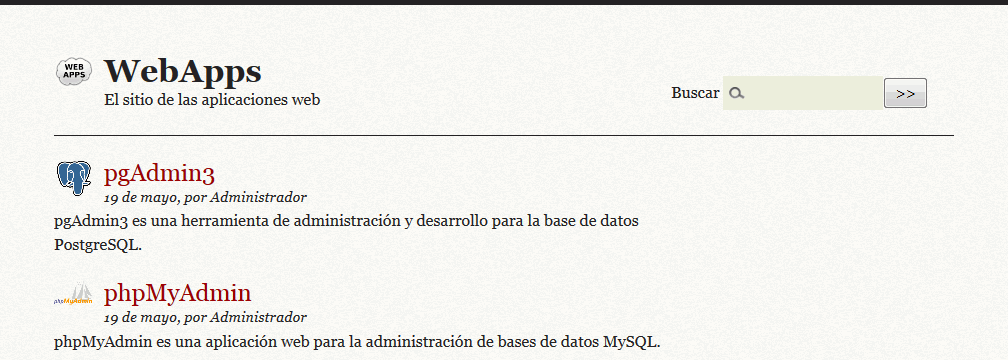 WEB
APPS
WebApps
El sitio de las aplicaciones web
Buscar
>>
pgAdmin3
19 de mayo, por Administrador
pgAdmin3 es una herramienta de administración y desarrollo para la base de datos
PostgreSQL.
phpMyAdmin
phpMyAdmin
19 de mayo, por Administrador
phpMyAdmin es una aplicación web para la administración de bases de datos MySQL.